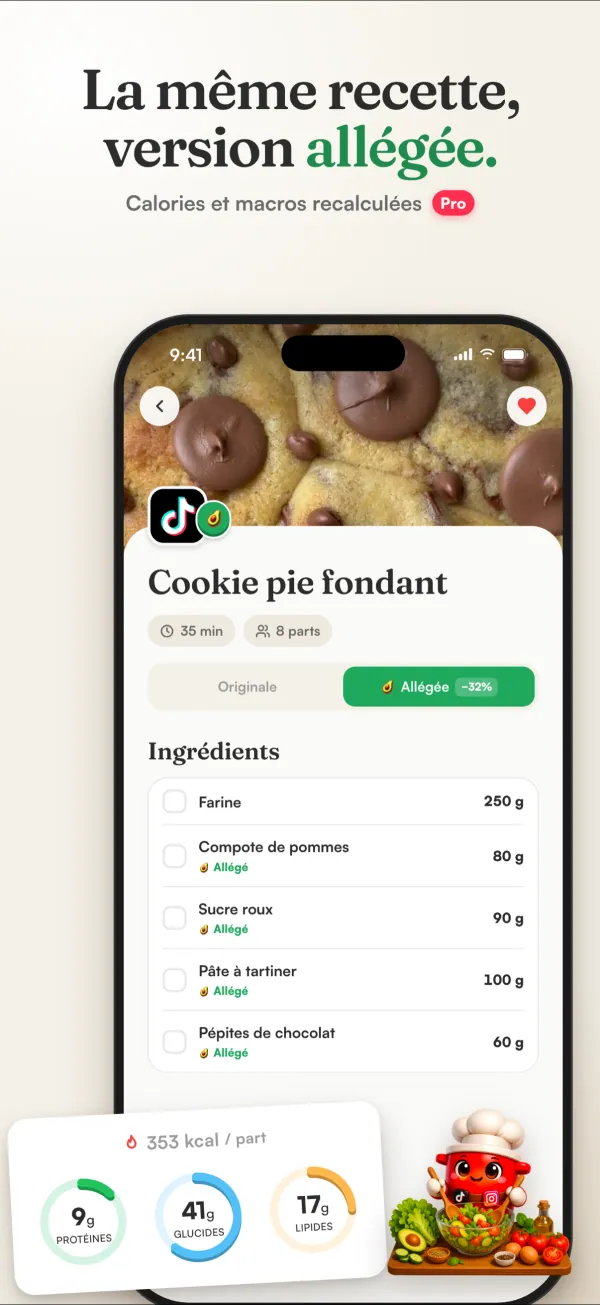 La même recette,
version allégée.
Calories et macros recalculées Pro
9:41
Cookie pie fondant
35 min 8 parts
Originale Allégée -32%
Ingrédients
Farine 250 g
Compote de pommes 80 g
Allégé
Sucre roux 90 g
Allégé
Pâte à tartiner 100 g
Allégé
Pépites de chocolat 60 g
Allégé
353 kcal / part
9g 41g 17g
PROTÉINES GLUCIDES LIPIDES